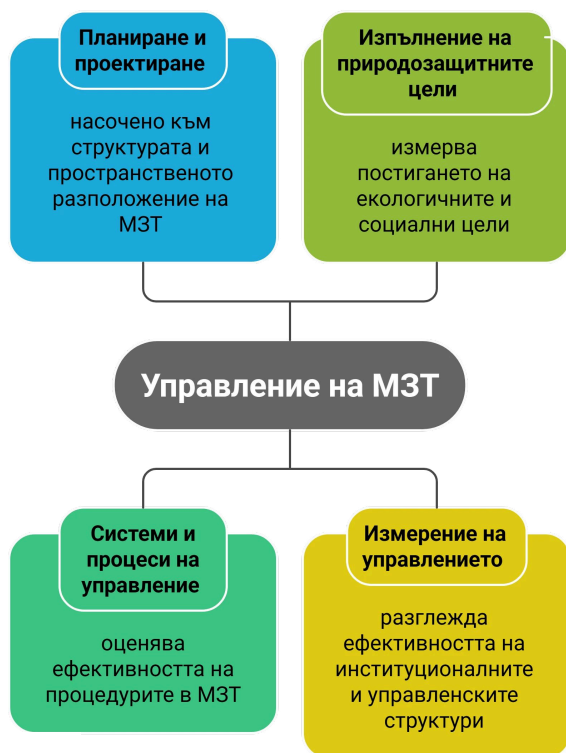 Планиране и
проектиране
насочено към
структурата и
пространственото
разположение на
МЗТ
Изпълнение на
природозащитните
цели
измерва
постигането на
екологичните и
социални цели
Управление на МЗТ
Системи и
процеси на
управление
оценява
ефективността на
процедурите в МЗТ
Измерение на
управлението
разглежда
ефективността на
институционалните
и управленските
структури